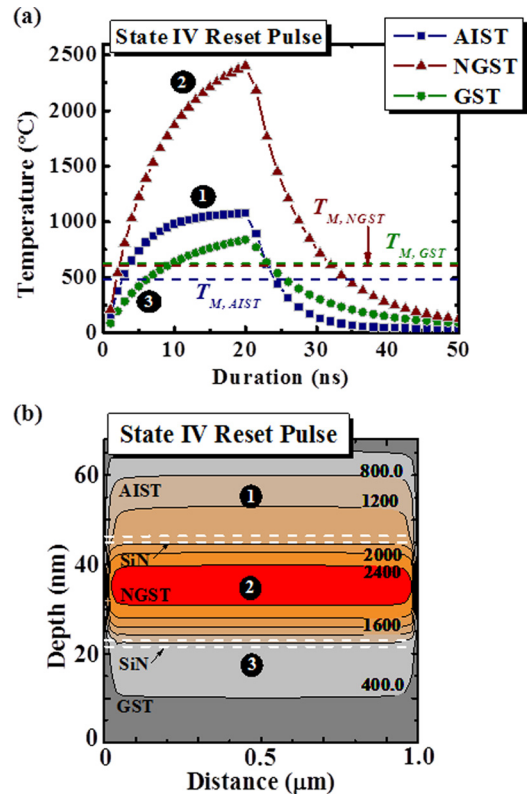 (a)
State IV Reset Pulse
AIST
NGST
GST
2500
2000
1500
1000
500
0
Temperature (°C)
2
1
3
T_M, NGST
T_M, GST
T_M, AIST
0 10 20 30 40 50
Duration (ns)
(b)
State IV Reset Pulse
60
40
20
0
Depth (nm)
800.0
AIST
1
1200
SiN
2000
2400
NGST
2
1600
SiN
3
400.0
GST
0 0.5 1.0
Distance (µm)